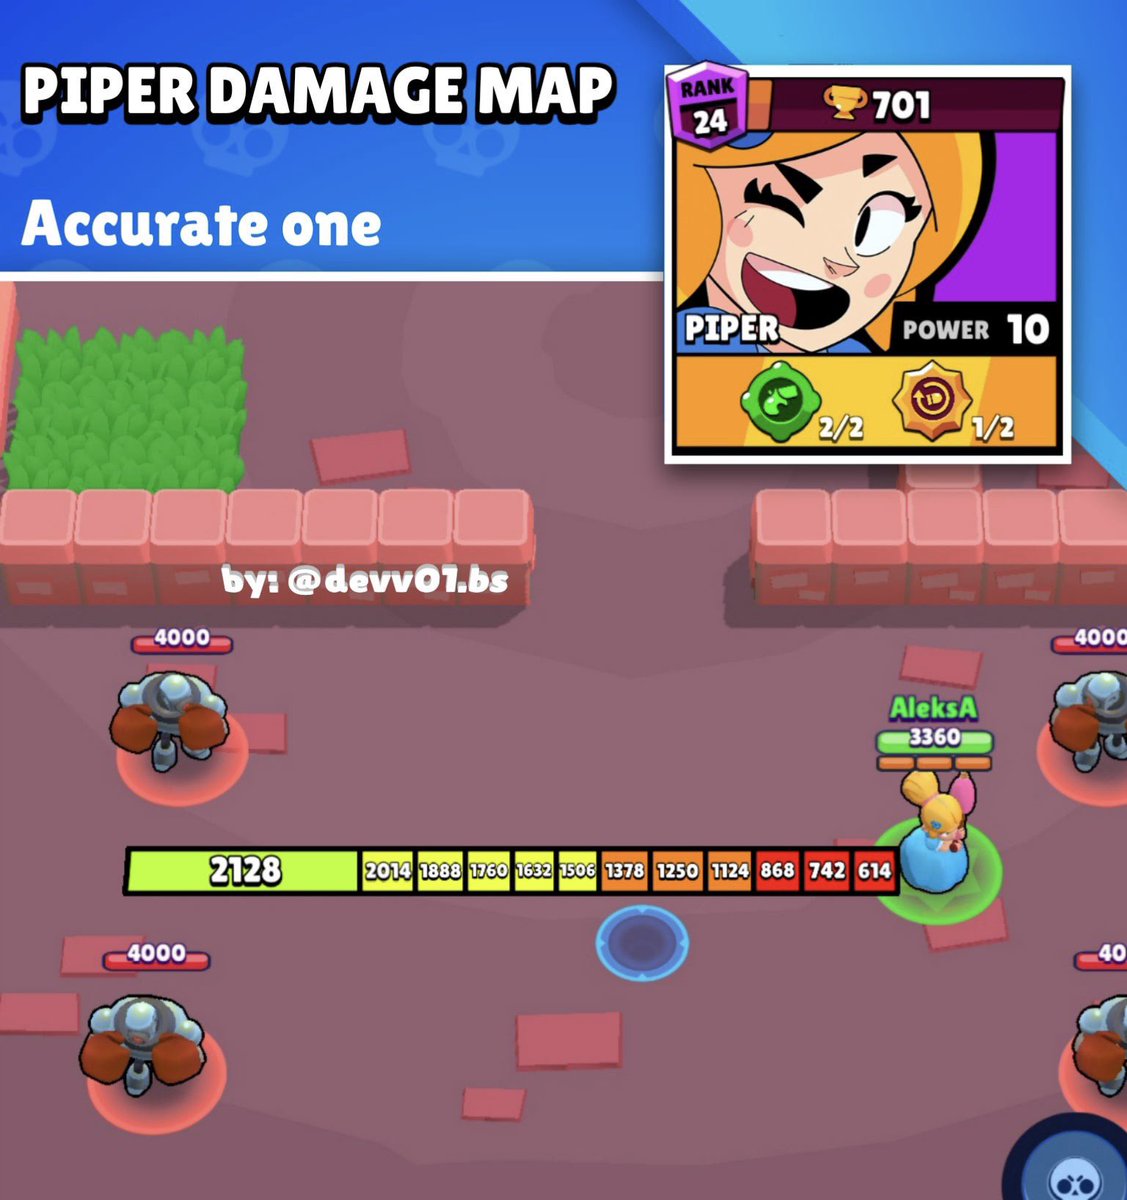 PIPER DAMAGE MAP
Accurate one
RANK
24
701
PIPER
POWER 10
2/2
1/2
by: @devv01.bs
4000
4000
AleksA
3360
2128 2014 1888 1760 1632 1506 1378 1250 1124 868 742 614
4000
40